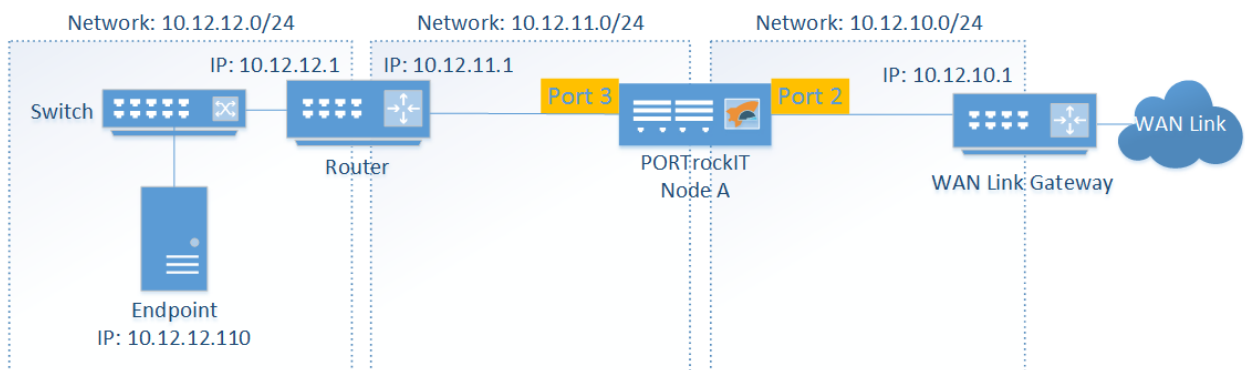 Network: 10.12.12.0/24
Network: 10.12.11.0/24
Network: 10.12.10.0/24
IP: 10.12.12.1
IP: 10.12.11.1
IP: 10.12.10.1
Port 3
Port 2
Switch
WAN Link
Router
PORTrockIT
Node A
WAN Link Gateway
Endpoint
IP: 10.12.12.110